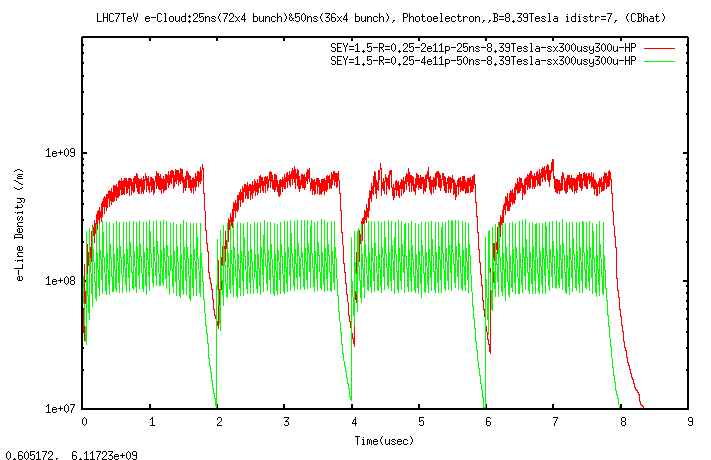 LHC7TeV e-Cloud:25ns(72x4 bunch)&50ns(36x4 bunch), Photoelectron,,B=8.39Tesla idistr=7, (CBhat)
SEY=1.5-R=0.25-2e11p-25ns-8.39Tesla-sx300usy300u-HP
SEY=1.5-R=0.25-4e11p-50ns-8.39Tesla-sx300usy300u-HP
1e+09
e-Line Density (/m)
1e+08
1e+07
0 1 2 3 4 5 6 7 8 9
Time(usec)
0.605172, 6.11723e+09